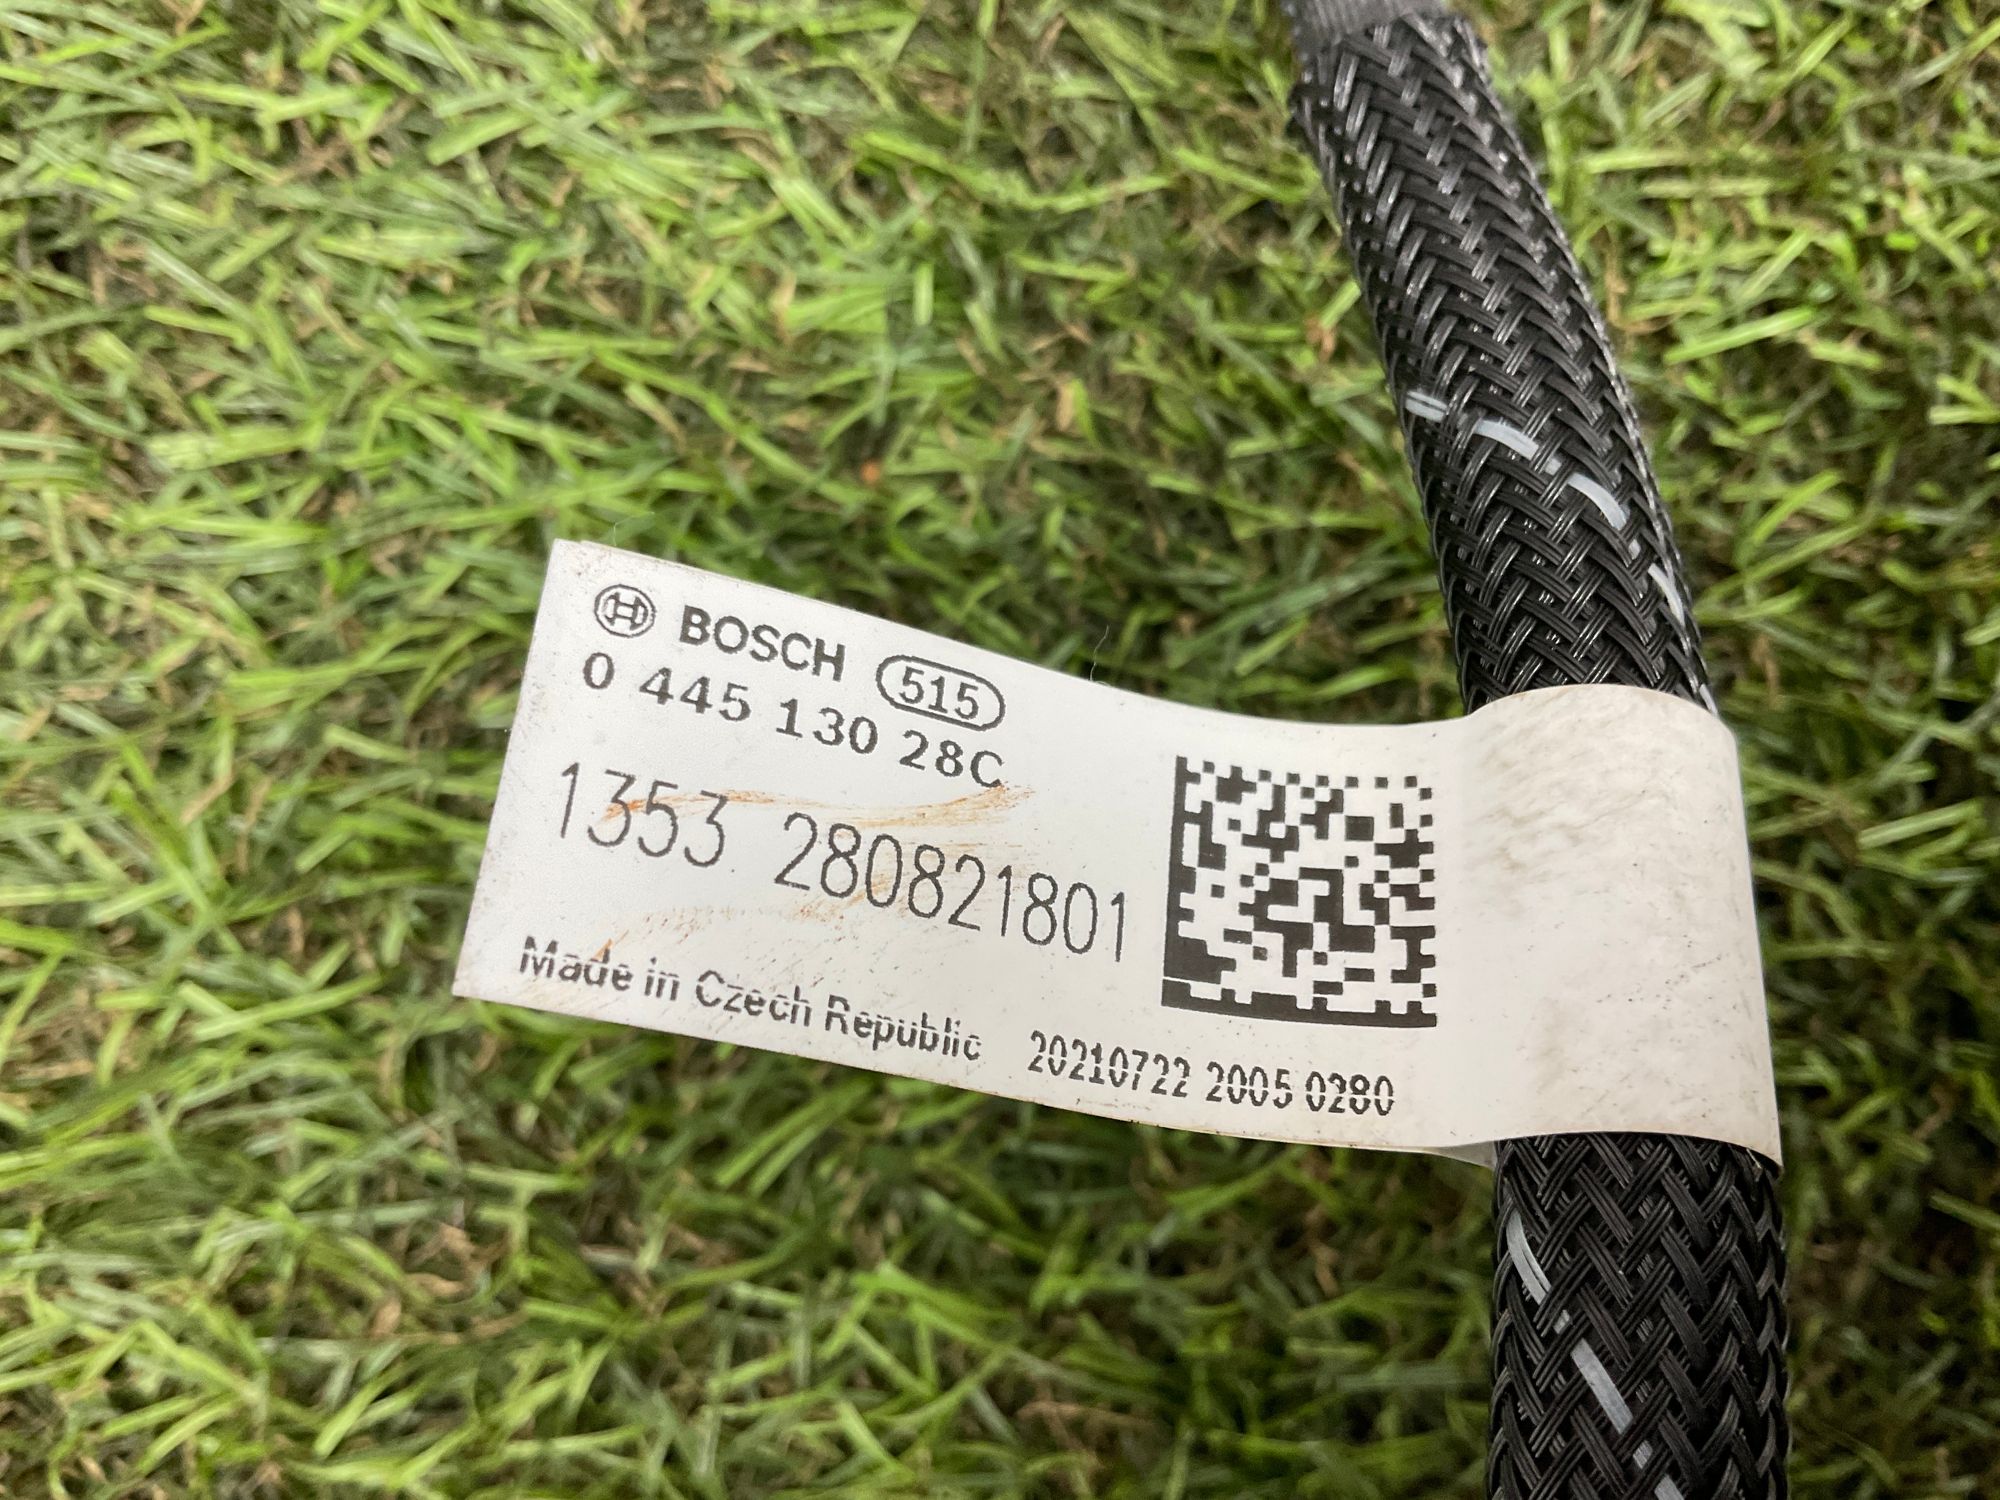 BOSCH 515
0 445 130 28C
1353 280821801
Made in Czech Republic 20210722 2005 0280